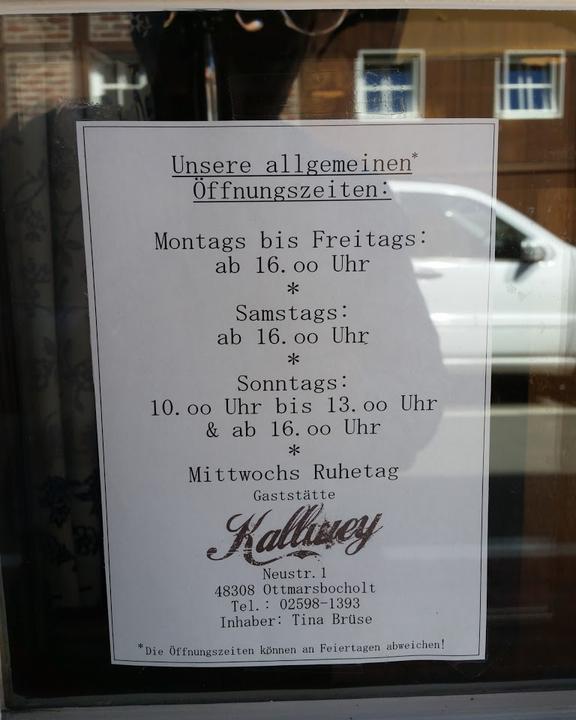 Unsere allgemeinen*
Öffnungszeiten:
Montags bis Freitags:
ab 16.oo Uhr
*
Samstags:
ab 16.oo Uhr
*
Sonntags:
10.oo Uhr bis 13.oo Uhr
& ab 16.oo Uhr
*
Mittwochs Ruhetag
Gaststätte
Kallwey
Neustr.1
48308 Ottmarsbocholt
Tel.: 02598-1393
Inhaber: Tina Brüse
*Die Öffnungszeiten können an Feiertagen abweichen!